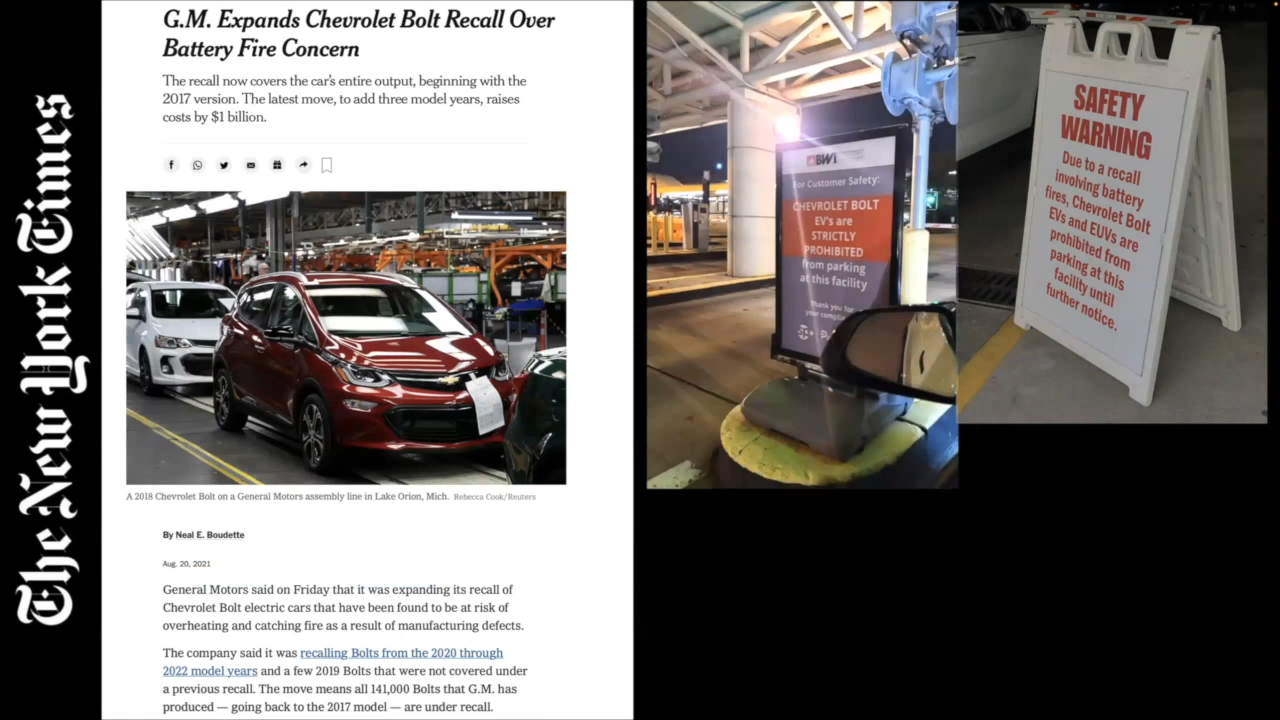 The New York Times
G.M. Expands Chevrolet Bolt Recall Over
Battery Fire Concern
The recall now covers the car's entire output, beginning with the
2017 version. The latest move, to add three model years, raises
costs by $1 billion.
A 2018 Chevrolet Bolt on a General Motors assembly line in Lake Orion, Mich. Rebecca Cook/Reuters
By Neal E. Boudette
Aug. 20, 2021
General Motors said on Friday that it was expanding its recall of
Chevrolet Bolt electric cars that have been found to be at risk of
overheating and catching fire as a result of manufacturing defects.
The company said it was recalling Bolts from the 2020 through
2022 model years and a few 2019 Bolts that were not covered under
a previous recall. The move means all 141,000 Bolts that G.M. has
produced — going back to the 2017 model — are under recall.
BWI
For Customer Safety:
CHEVROLET BOLT
EV's are
STRICTLY
PROHIBITED
from parking
at this facility
Thank you for
your
SAFETY
WARNING
Due to a recall
involving battery
fires, Chevrolet Bolt
EVs and EUVs are
prohibited from
parking at this
facility until
further notice.